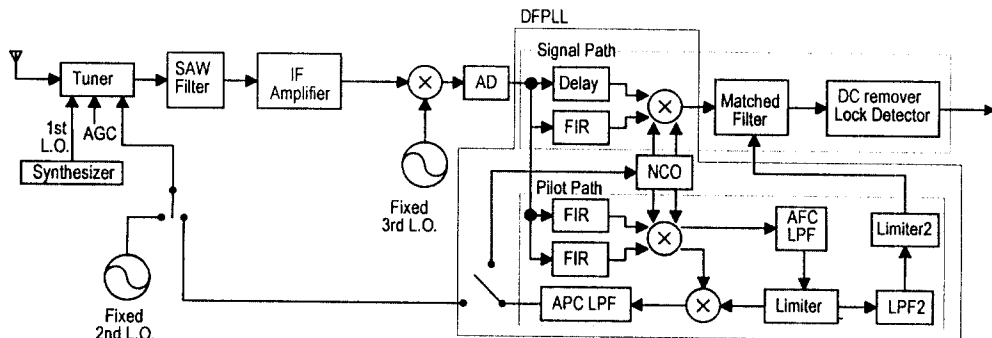 DFPLL
Signal Path
Tuner
SAW
Filter
IF
Amplifier
AD
Delay
FIR
Matched
Filter
DC remover
Lock Detector
1st
L.O.
AGC
Synthesizer
Fixed
3rd L.O.
NCO
Pilot Path
FIR
FIR
AFC
LPF
Limiter2
Fixed
2nd L.O.
APC LPF
Limiter
LPF2